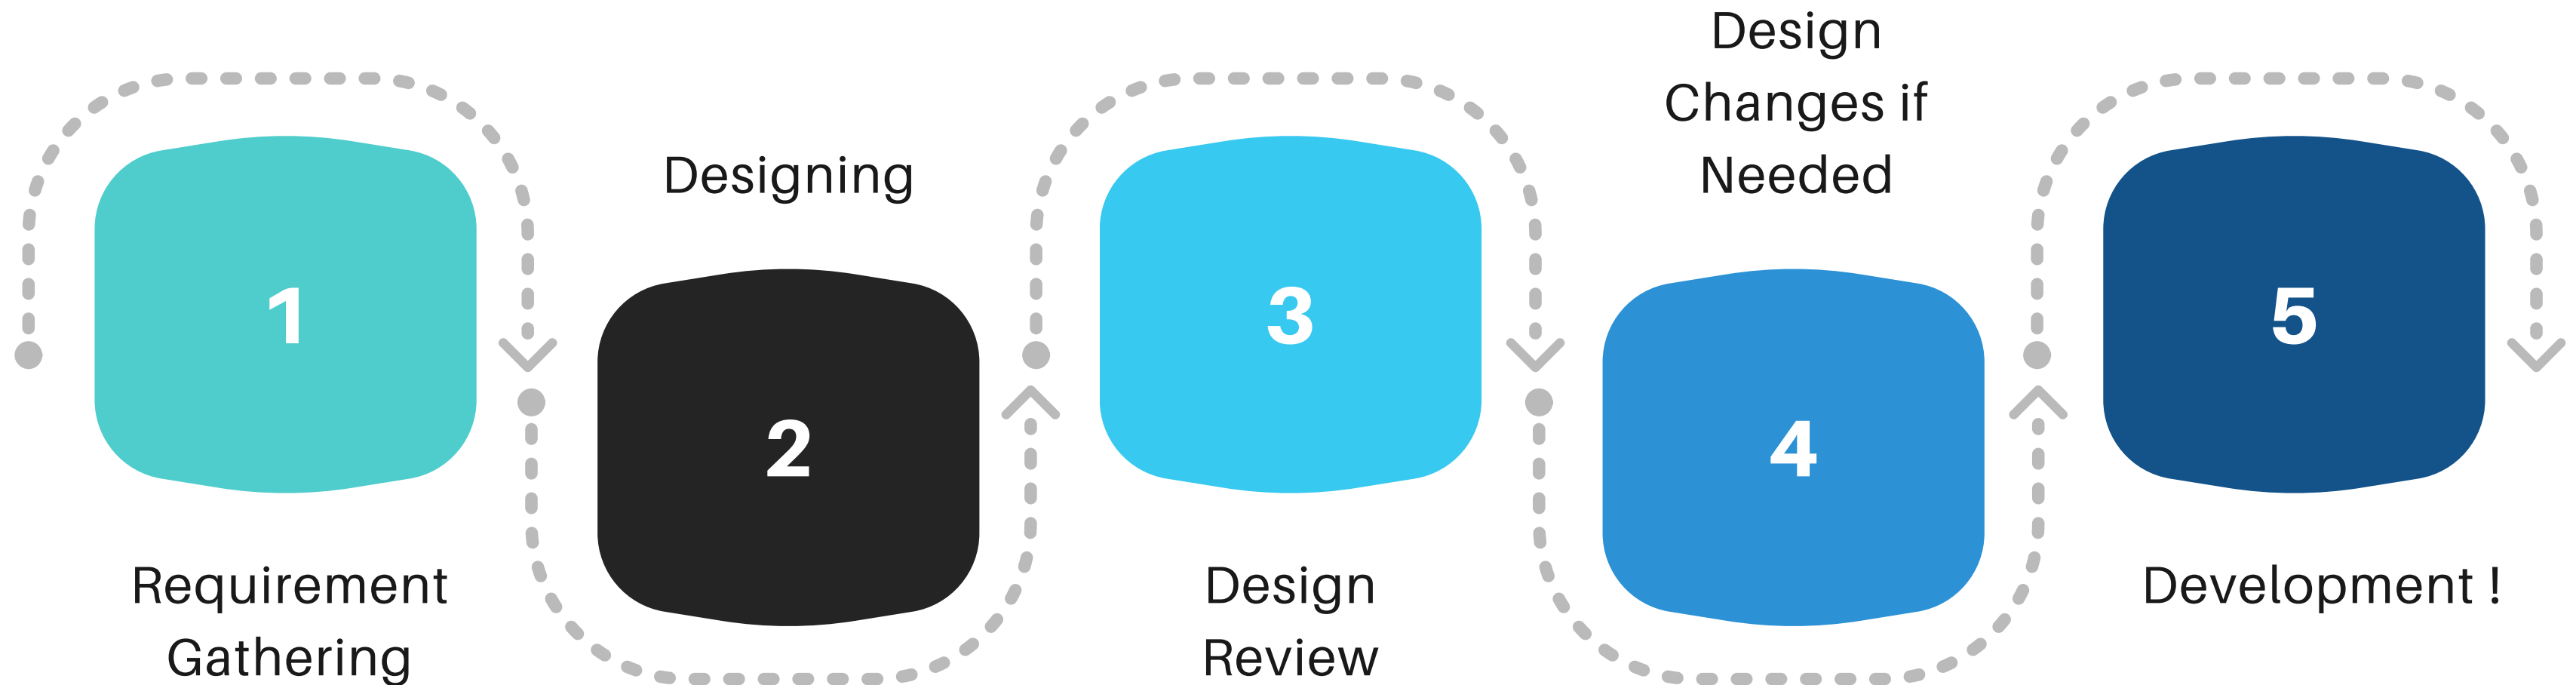 1
Requirement
Gathering
Designing
2
3
Design
Review
Design
Changes if
Needed
4
5
Development !